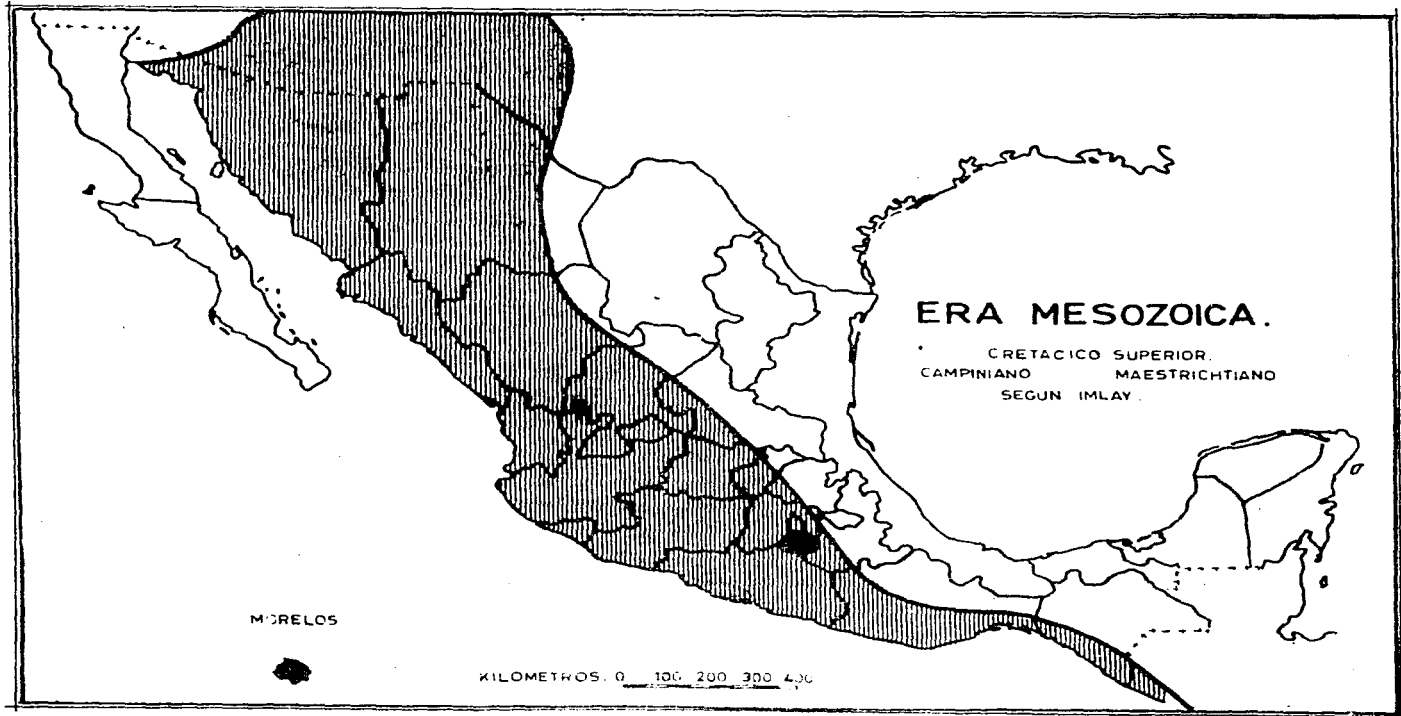 ERA MESOZOICA.
CRETACICO SUPERIOR.
CAMPINIANO MAESTRICHTIANO
SEGUN IMLAY.
MORELOS
KILOMETROS. 0 100 200 300 400